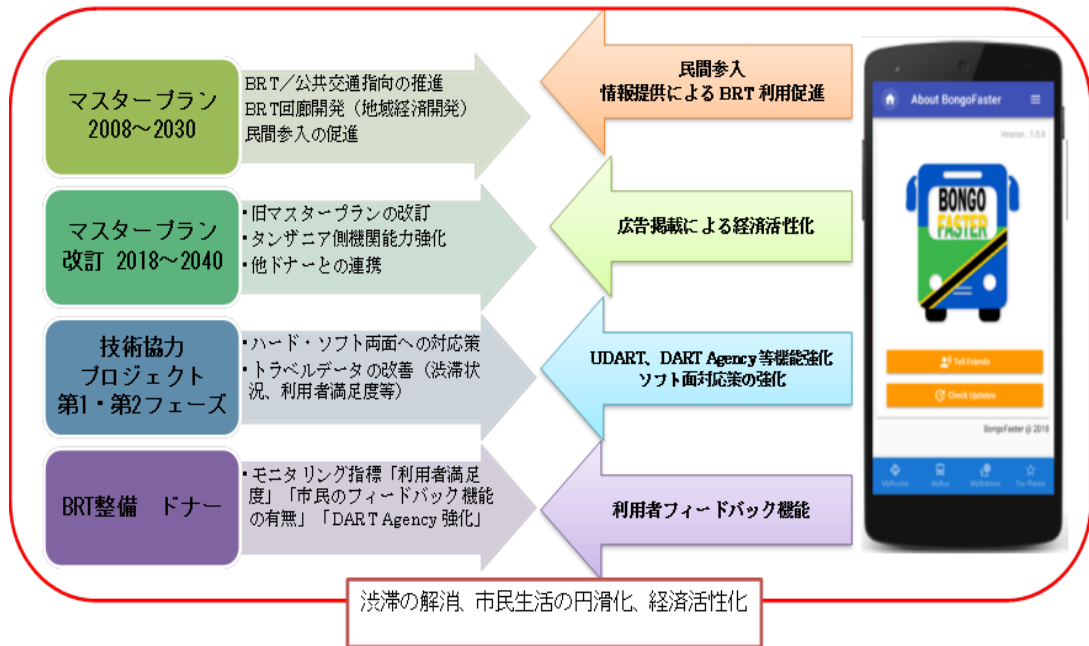 マスタープラン
2008～2030
BRT／公共交通指向の推進
BRT回廊開発（地域経済開発）
民間参入の促進
民間参入
情報提供によるBRT利用促進
マスタープラン
改訂 2018～2040
・旧マスタープランの改訂
・タンザニア側機関能力強化
・他ドナーとの連携
広告掲載による経済活性化
技術協力
プロジェクト
第1・第2フェーズ
・ハード・ソフト両面への対応策
・トラベルデータの改善（渋滞状
況、利用者満足度等）
UDART、DART Agency 等機能強化
ソフト面対応策の強化
BRT整備　ドナー
・モニタリング指標「利用者満足
度」「市民のフィードバック機能
の有無」「DART Agency 強化」
利用者フィードバック機能
About BongoFaster
Version : 1.0.0
BONGO
FASTER
Tell Friends
Check Updates
BongoFaster @ 2018
MyRoutes
MyBus
MyStations
Fav Places
渋滞の解消、市民生活の円滑化、経済活性化